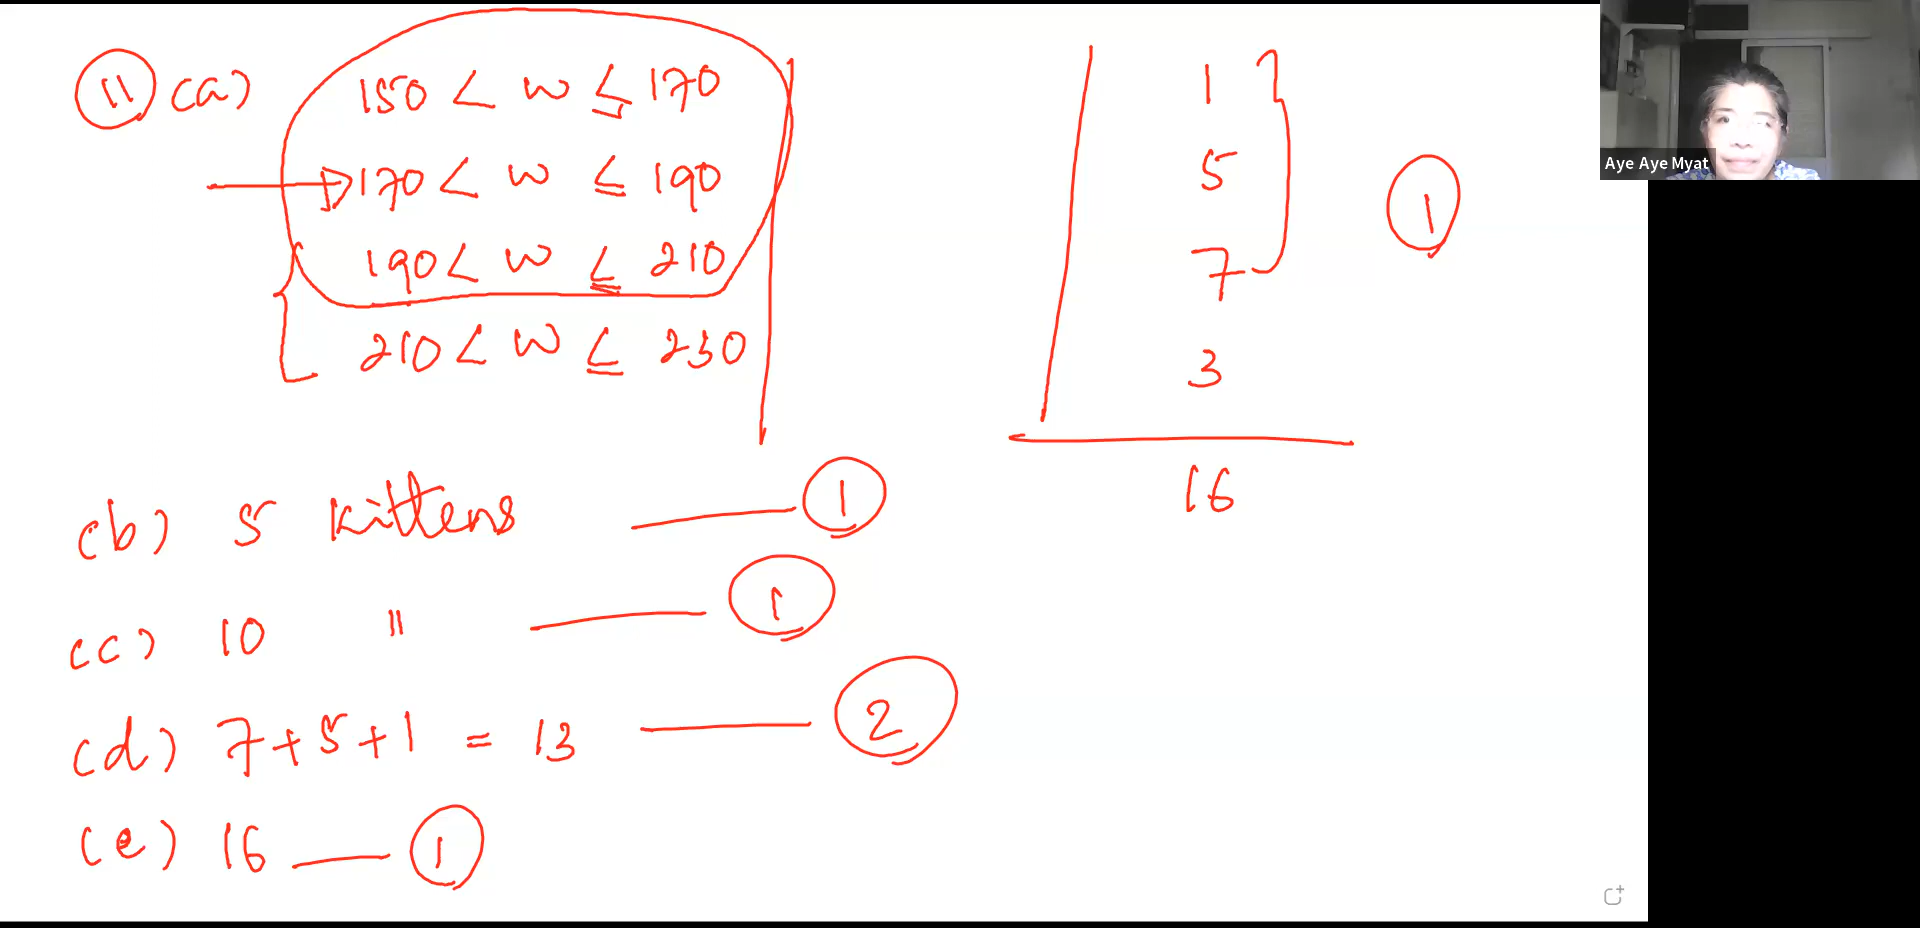 11 (a) 150 < w ≤ 170 1
170 < w ≤ 190 5 1
190 < w ≤ 210 7
210 < w ≤ 230 3
16
(b) 5 kittens — 1
(c) 10 " — 1
(d) 7+5+1 = 13 — 2
(e) 16 — 1
Aye Aye Myat